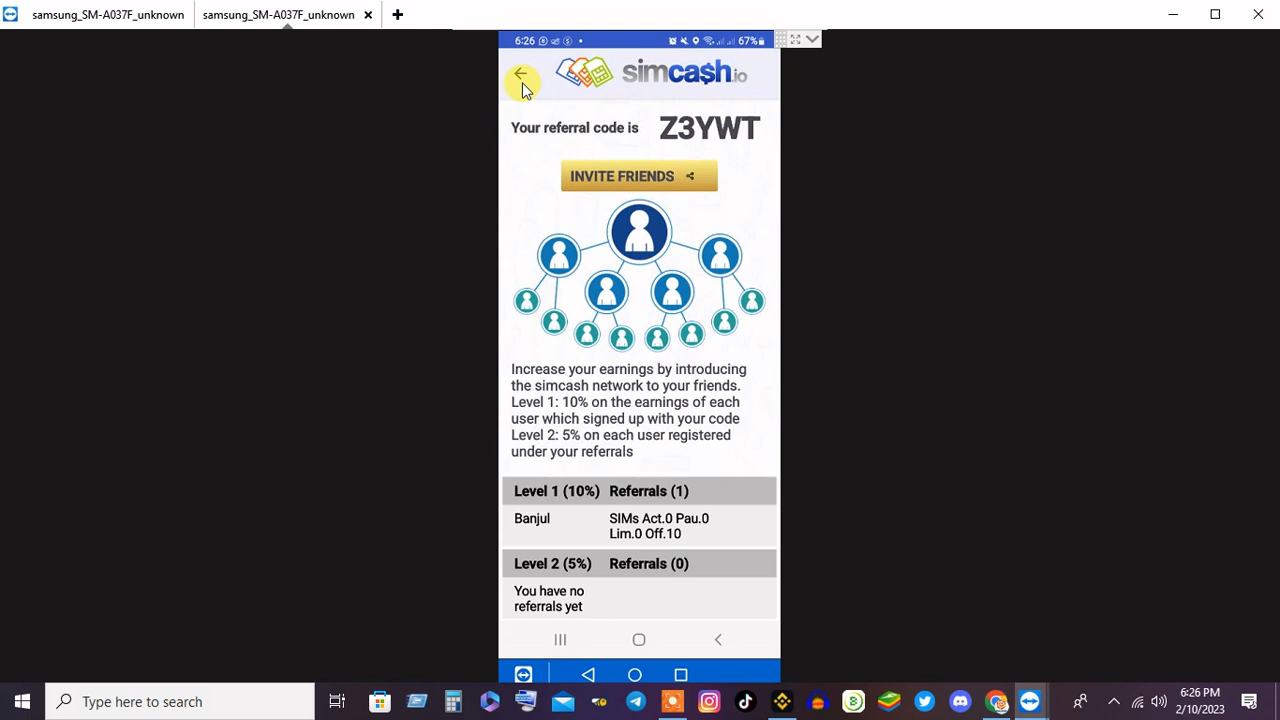 samsung_SM-A037F_unknown
samsung_SM-A037F_unknown
6:26
67%
simcash.io
Your referral code is Z3YWT
INVITE FRIENDS
Increase your earnings by introducing
the simcash network to your friends.
Level 1: 10% on the earnings of each
user which signed up with your code
Level 2: 5% on each user registered
under your referrals
Level 1 (10%) Referrals (1)
Banjul SIMs Act.0 Pau.0
Lim.0 Off.10
Level 2 (5%) Referrals (0)
You have no
referrals yet
Type here to search
6:26 PM
2/10/2023